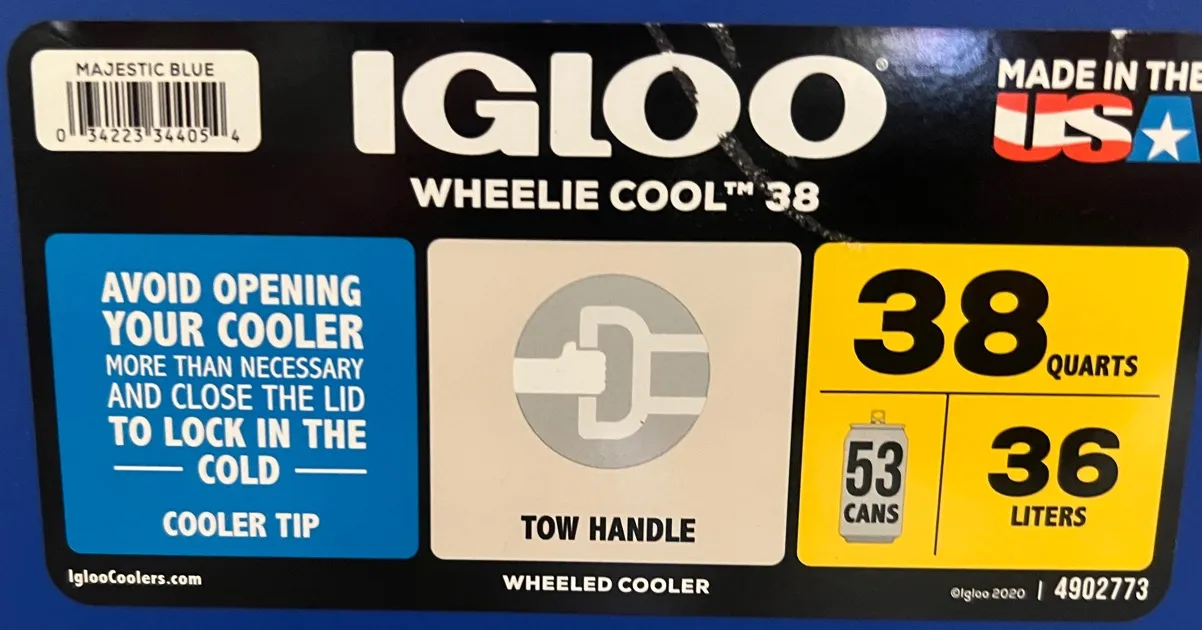 MAJESTIC BLUE
0 34223 34405 4
IGLOO®
WHEELIE COOL™ 38
MADE IN THE
USA
AVOID OPENING
YOUR COOLER
MORE THAN NECESSARY
AND CLOSE THE LID
TO LOCK IN THE
COLD
COOLER TIP
TOW HANDLE
38 QUARTS
53
CANS
36
LITERS
IglooCoolers.com
WHEELED COOLER
©Igloo 2020 | 4902773